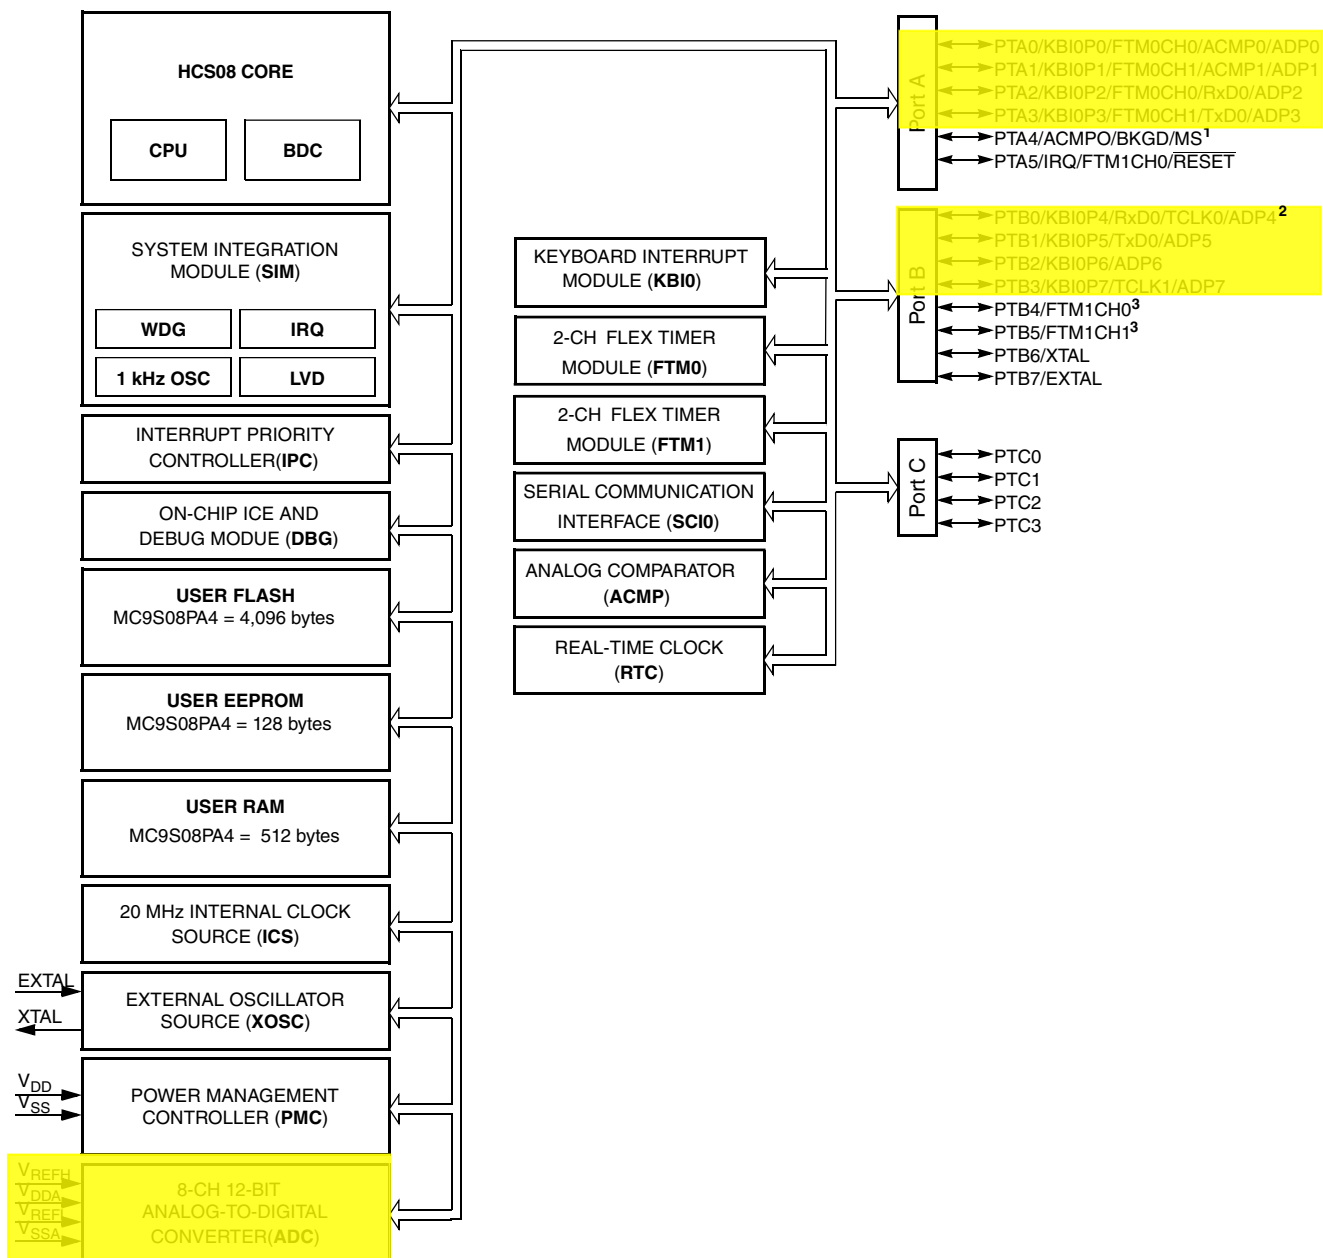 HCS08 CORE
CPU
BDC
SYSTEM INTEGRATION
MODULE (SIM)
WDG
IRQ
1 kHz OSC
LVD
INTERRUPT PRIORITY
CONTROLLER(IPC)
ON-CHIP ICE AND
DEBUG MODUE (DBG)
USER FLASH
MC9S08PA4 = 4,096 bytes
USER EEPROM
MC9S08PA4 = 128 bytes
USER RAM
MC9S08PA4 = 512 bytes
20 MHz INTERNAL CLOCK
SOURCE (ICS)
EXTAL
XTAL
EXTERNAL OSCILLATOR
SOURCE (XOSC)
VDD
VSS
POWER MANAGEMENT
CONTROLLER (PMC)
VREFH
VDDA
VREFL
VSSA
8-CH 12-BIT
ANALOG-TO-DIGITAL
CONVERTER(ADC)
KEYBOARD INTERRUPT
MODULE (KBI0)
2-CH FLEX TIMER
MODULE (FTM0)
2-CH FLEX TIMER
MODULE (FTM1)
SERIAL COMMUNICATION
INTERFACE (SCI0)
ANALOG COMPARATOR
(ACMP)
REAL-TIME CLOCK
(RTC)
Port A
PTA0/KBI0P0/FTM0CH0/ACMP0/ADP0
PTA1/KBI0P1/FTM0CH1/ACMP1/ADP1
PTA2/KBI0P2/FTM0CH0/RxD0/ADP2
PTA3/KBI0P3/FTM0CH1/TxD0/ADP3
PTA4/ACMPO/BKGD/MS1
PTA5/IRQ/FTM1CH0/RESET
Port B
PTB0/KBI0P4/RxD0/TCLK0/ADP42
PTB1/KBI0P5/TxD0/ADP5
PTB2/KBI0P6/ADP6
PTB3/KBI0P7/TCLK1/ADP7
PTB4/FTM1CH03
PTB5/FTM1CH13
PTB6/XTAL
PTB7/EXTAL
Port C
PTC0
PTC1
PTC2
PTC3